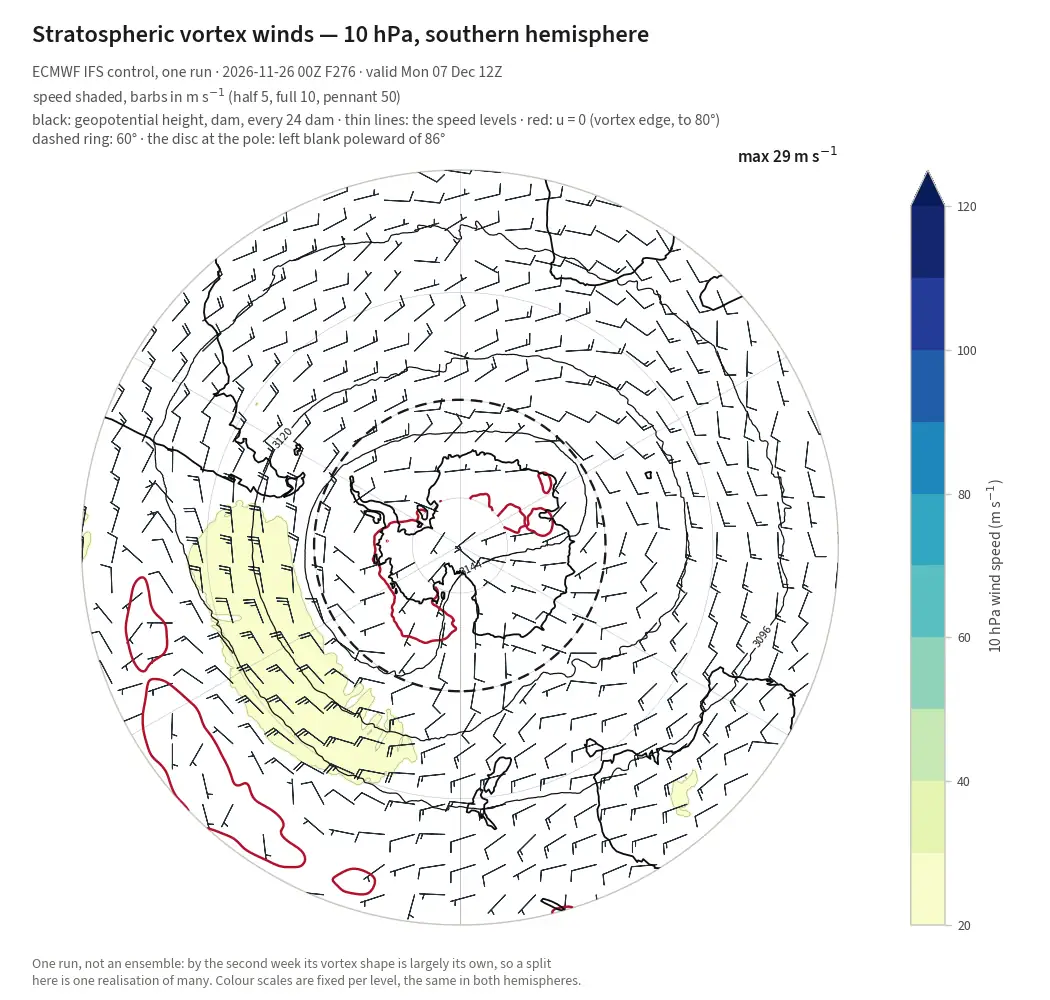 Stratospheric vortex winds — 10 hPa, southern hemisphere
ECMWF IFS control, one run · 2026-11-26 00Z F276 · valid Mon 07 Dec 12Z
speed shaded, barbs in m s⁻¹ (half 5, full 10, pennant 50)
black: geopotential height, dam, every 24 dam · thin lines: the speed levels · red: u = 0 (vortex edge, to 80°)
dashed ring: 60° · the disc at the pole: left blank poleward of 86°
max 29 m s⁻¹
120
100
80
60
40
20
10 hPa wind speed (m s⁻¹)
3120
3144
3096
One run, not an ensemble: by the second week its vortex shape is largely its own, so a split
here is one realisation of many. Colour scales are fixed per level, the same in both hemispheres.